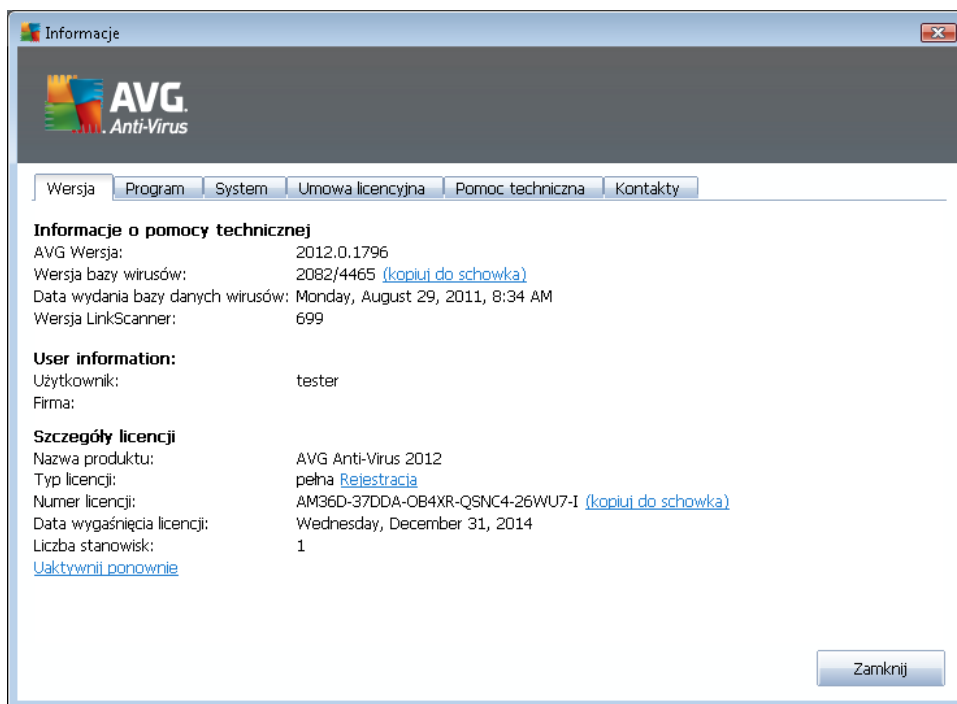 Informacje
AVG.
Anti-Virus
Wersja Program System Umowa licencyjna Pomoc techniczna Kontakty
Informacje o pomocy technicznej
AVG Wersja: 2012.0.1796
Wersja bazy wirusów: 2082/4465 (kopiuj do schowka)
Data wydania bazy danych wirusów: Monday, August 29, 2011, 8:34 AM
Wersja LinkScanner: 699
User information:
Użytkownik: tester
Firma:
Szczegóły licencji
Nazwa produktu: AVG Anti-Virus 2012
Typ licencji: pełna Rejestracja
Numer licencji: AM36D-37DDA-OB4XR-QSNC4-26WU7-I (kopiuj do schowka)
Data wygaśnięcia licencji: Wednesday, December 31, 2014
Liczba stanowisk: 1
Uaktywnij ponownie
Zamknij